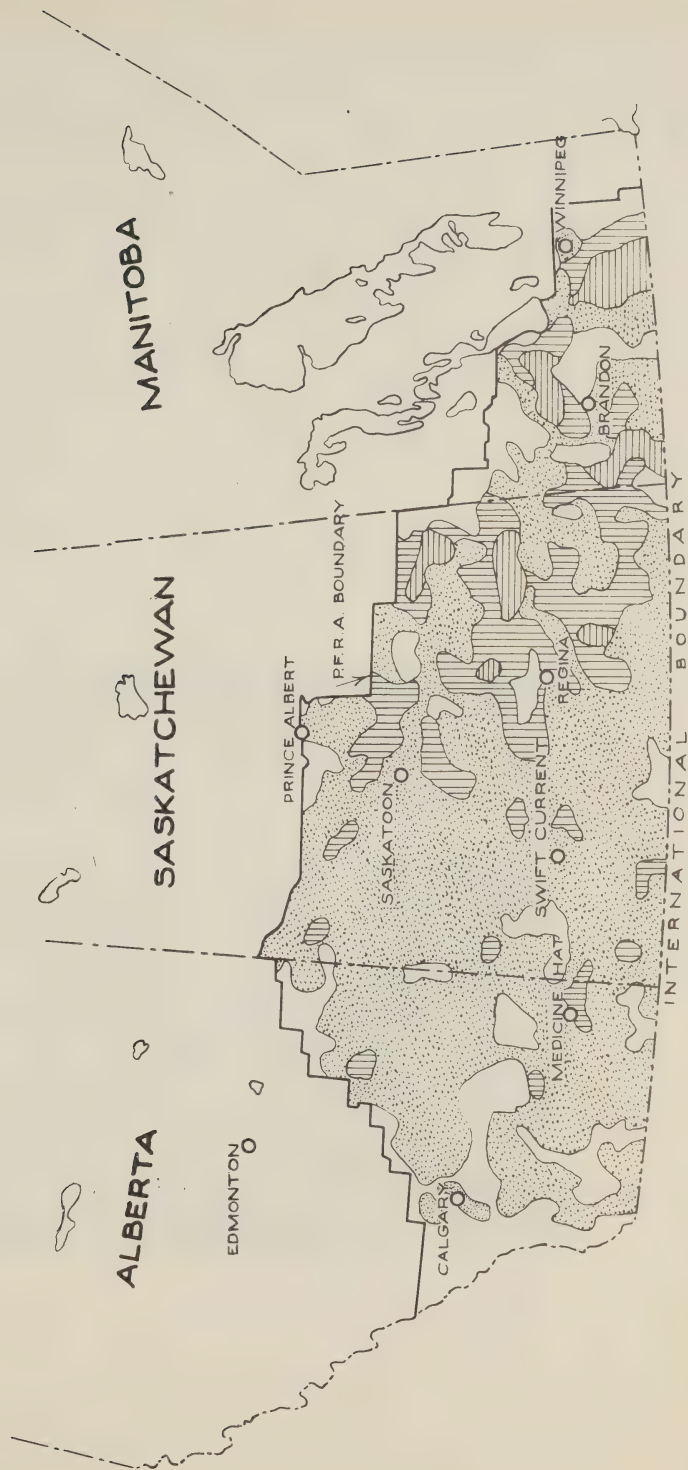 ALBERTA
SASKATCHEWAN
MANITOBA
EDMONTON
PRINCE ALBERT
P.F.R.A. BOUNDARY
CALGARY
SASKATOON
MEDICINE HAT
SWIFT CURRENT
REGINA
BRANDON
WINNIPEG
INTERNATIONAL BOUNDARY